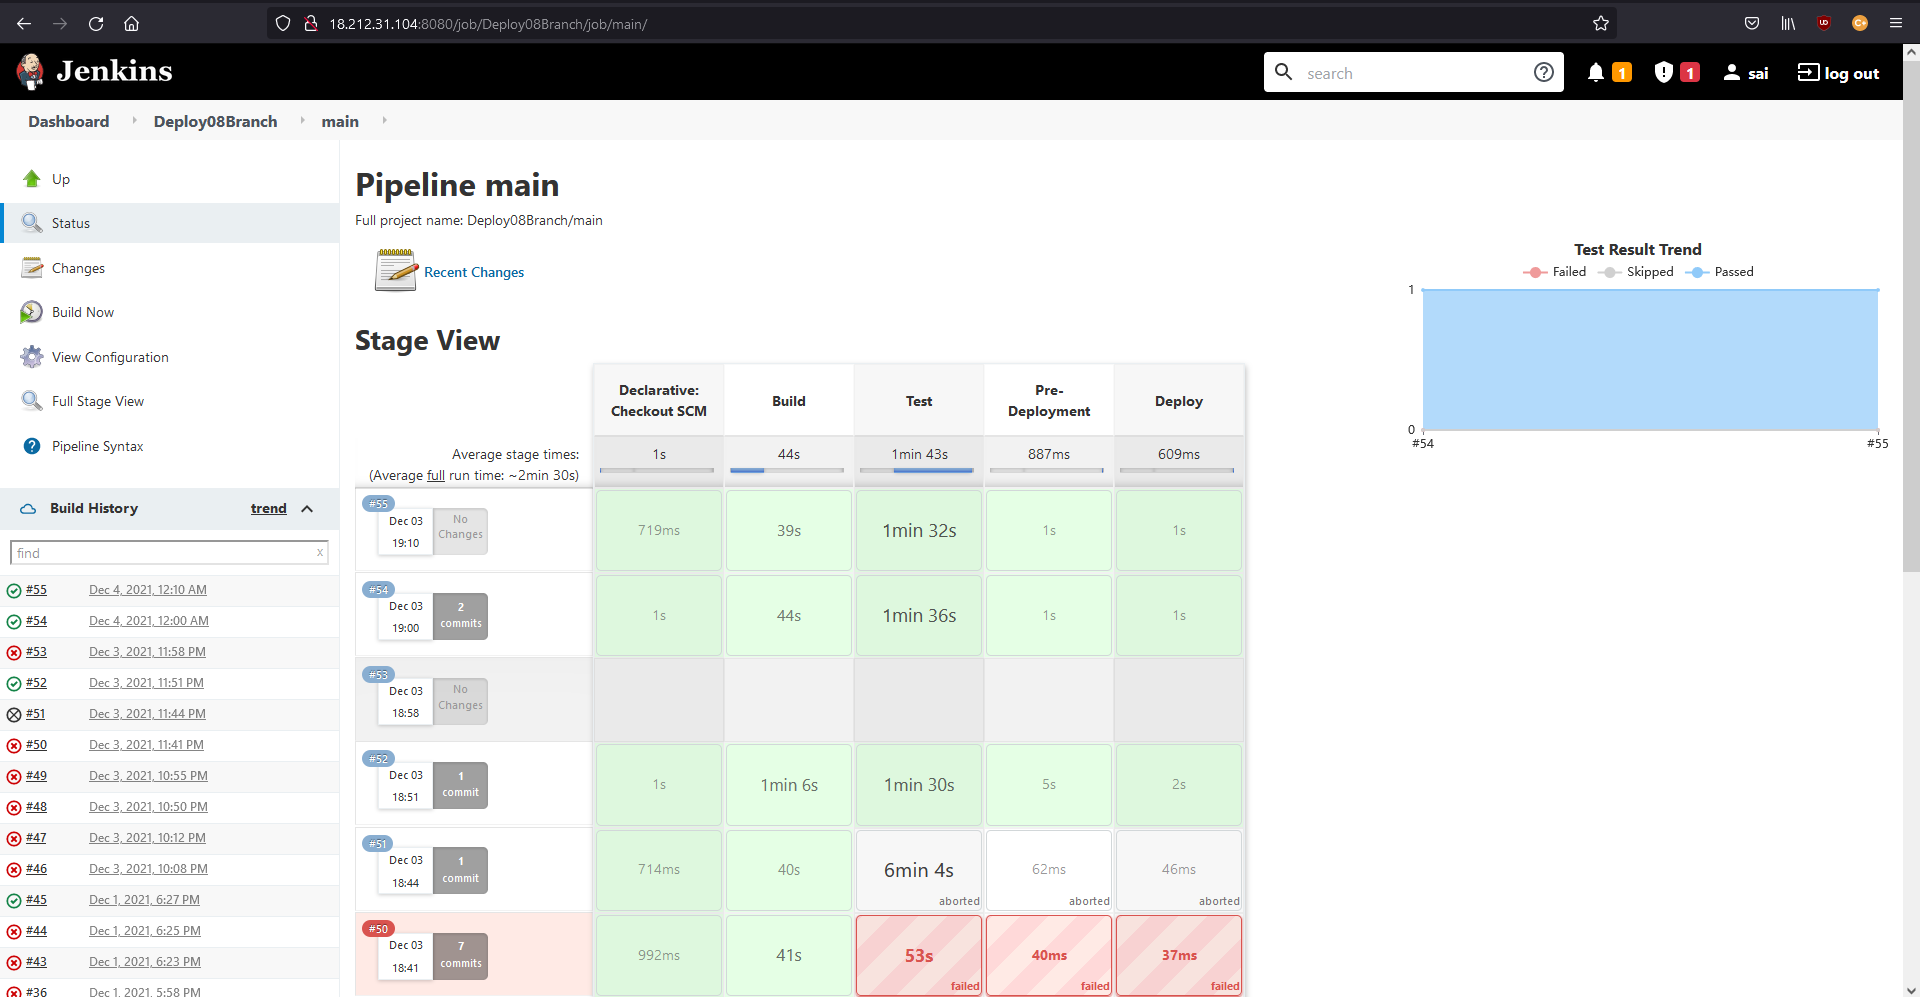 18.212.31.104:8080/job/Deploy08Branch/job/main/
Jenkins
search
1
1
sai
log out
Dashboard
Deploy08Branch
main
Up
Status
Changes
Build Now
View Configuration
Full Stage View
Pipeline Syntax
Build History
trend
find
x
#55 Dec 4, 2021, 12:10 AM
#54 Dec 4, 2021, 12:00 AM
#53 Dec 3, 2021, 11:58 PM
#52 Dec 3, 2021, 11:51 PM
#51 Dec 3, 2021, 11:44 PM
#50 Dec 3, 2021, 11:41 PM
#49 Dec 3, 2021, 10:55 PM
#48 Dec 3, 2021, 10:50 PM
#47 Dec 3, 2021, 10:12 PM
#46 Dec 3, 2021, 10:08 PM
#45 Dec 1, 2021, 6:27 PM
#44 Dec 1, 2021, 6:25 PM
#43 Dec 1, 2021, 6:23 PM
#36 Dec 1, 2021, 5:58 PM
Pipeline main
Full project name: Deploy08Branch/main
Recent Changes
Stage View
Declarative:
Checkout SCM
Build
Test
Pre-
Deployment
Deploy
Average stage times:
(Average full run time: ~2min 30s)
1s
44s
1min 43s
887ms
609ms
#55
Dec 03
19:10
No
Changes
719ms
39s
1min 32s
1s
1s
#54
Dec 03
19:00
2
commits
1s
44s
1min 36s
1s
1s
#53
Dec 03
18:58
No
Changes
#52
Dec 03
18:51
1
commit
1s
1min 6s
1min 30s
5s
2s
#51
Dec 03
18:44
1
commit
714ms
40s
6min 4s
aborted
62ms
aborted
46ms
aborted
#50
Dec 03
18:41
7
commits
992ms
41s
53s
failed
40ms
failed
37ms
failed
Test Result Trend
Failed
Skipped
Passed
1
0
#54
#55